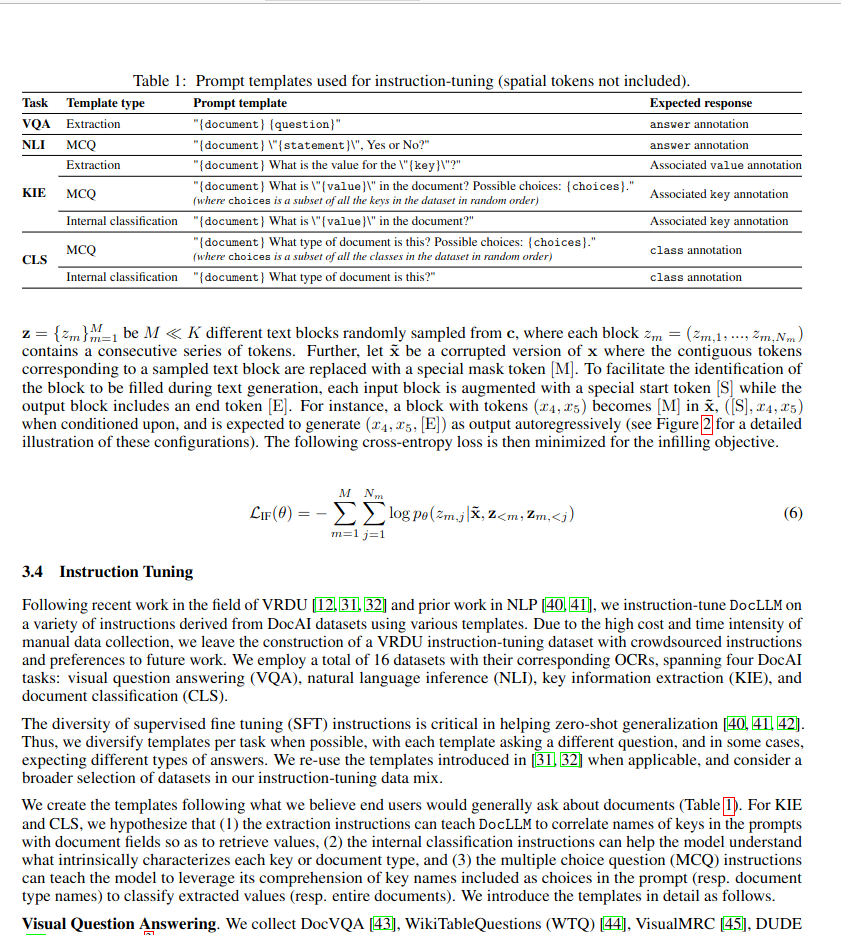 Table 1: Prompt templates used for instruction-tuning (spatial tokens not included).
Task Template type Prompt template Expected response
VQA Extraction "{document} {question}" answer annotation
NLI MCQ "{document} \"{statement}\", Yes or No?" answer annotation
Extraction "{document} What is the value for the \"{key}\"?" Associated value annotation
KIE MCQ "{document} What is \"{value}\" in the document? Possible choices: {choices}." Associated key annotation
(where choices is a subset of all the keys in the dataset in random order)
Internal classification "{document} What is \"{value}\" in the document?" Associated key annotation
CLS MCQ "{document} What type of document is this? Possible choices: {choices}." class annotation
(where choices is a subset of all the classes in the dataset in random order)
Internal classification "{document} What type of document is this?" class annotation
z = {z_m}_{m=1}^M be M ≪ K different text blocks randomly sampled from c, where each block z_m = (z_{m,1}, ..., z_{m,N_m})
contains a consecutive series of tokens. Further, let x̃ be a corrupted version of x where the contiguous tokens
corresponding to a sampled text block are replaced with a special mask token [M]. To facilitate the identification of
the block to be filled during text generation, each input block is augmented with a special start token [S] while the
output block includes an end token [E]. For instance, a block with tokens (x_4, x_5) becomes [M] in x̃, ([S], x_4, x_5)
when conditioned upon, and is expected to generate (x_4, x_5, [E]) as output autoregressively (see Figure 2 for a detailed
illustration of these configurations). The following cross-entropy loss is then minimized for the infilling objective.
L_IF(θ) = − ∑_{m=1}^M ∑_{j=1}^{N_m} log p_θ(z_{m,j}|x̃, z_{<m}, z_{m,<j}) (6)
3.4 Instruction Tuning
Following recent work in the field of VRDU [12, 31, 32] and prior work in NLP [40, 41], we instruction-tune DocLLM on
a variety of instructions derived from DocAI datasets using various templates. Due to the high cost and time intensity of
manual data collection, we leave the construction of a VRDU instruction-tuning dataset with crowdsourced instructions
and preferences to future work. We employ a total of 16 datasets with their corresponding OCRs, spanning four DocAI
tasks: visual question answering (VQA), natural language inference (NLI), key information extraction (KIE), and
document classification (CLS).
The diversity of supervised fine tuning (SFT) instructions is critical in helping zero-shot generalization [40, 41, 42].
Thus, we diversify templates per task when possible, with each template asking a different question, and in some cases,
expecting different types of answers. We re-use the templates introduced in [31, 32] when applicable, and consider a
broader selection of datasets in our instruction-tuning data mix.
We create the templates following what we believe end users would generally ask about documents (Table 1). For KIE
and CLS, we hypothesize that (1) the extraction instructions can teach DocLLM to correlate names of keys in the prompts
with document fields so as to retrieve values, (2) the internal classification instructions can help the model understand
what intrinsically characterizes each key or document type, and (3) the multiple choice question (MCQ) instructions
can teach the model to leverage its comprehension of key names included as choices in the prompt (resp. document
type names) to classify extracted values (resp. entire documents). We introduce the templates in detail as follows.
Visual Question Answering. We collect DocVQA [43], WikiTableQuestions (WTQ) [44], VisualMRC [45], DUDE